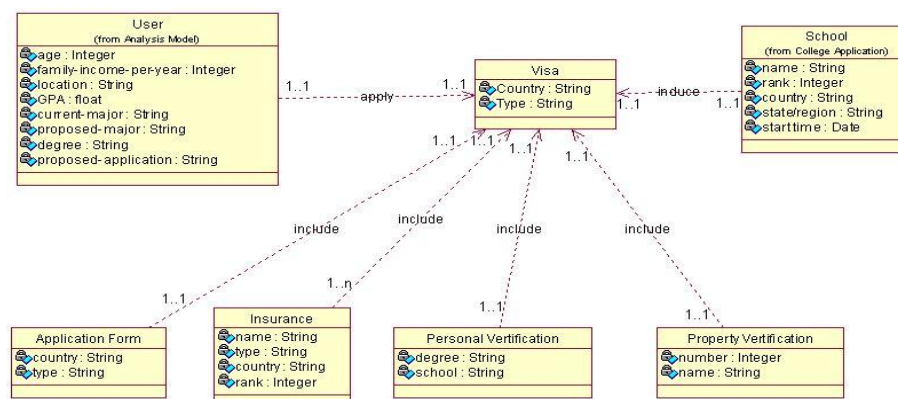 User
(from Analysis Model)
age : Integer
family-income-per-year : Integer
location : String
GPA : float
current-major : String
proposed-major : String
degree : String
proposed-application : String
1..1
apply
1..1
Visa
Country : String
Type : String
1..1
induce
1..1
School
(from College Application)
name : String
rank : Integer
country : String
state/region : String
starttime : Date
1..1
1..1
1..1
1..1
include
include
include
include
1..1
1..n
1..1
1..1
Application Form
country : String
type : String
Insurance
name : String
type : String
country : String
rank : Integer
Personal Vertification
degree : String
school : String
Property Vertification
number : Integer
name : String